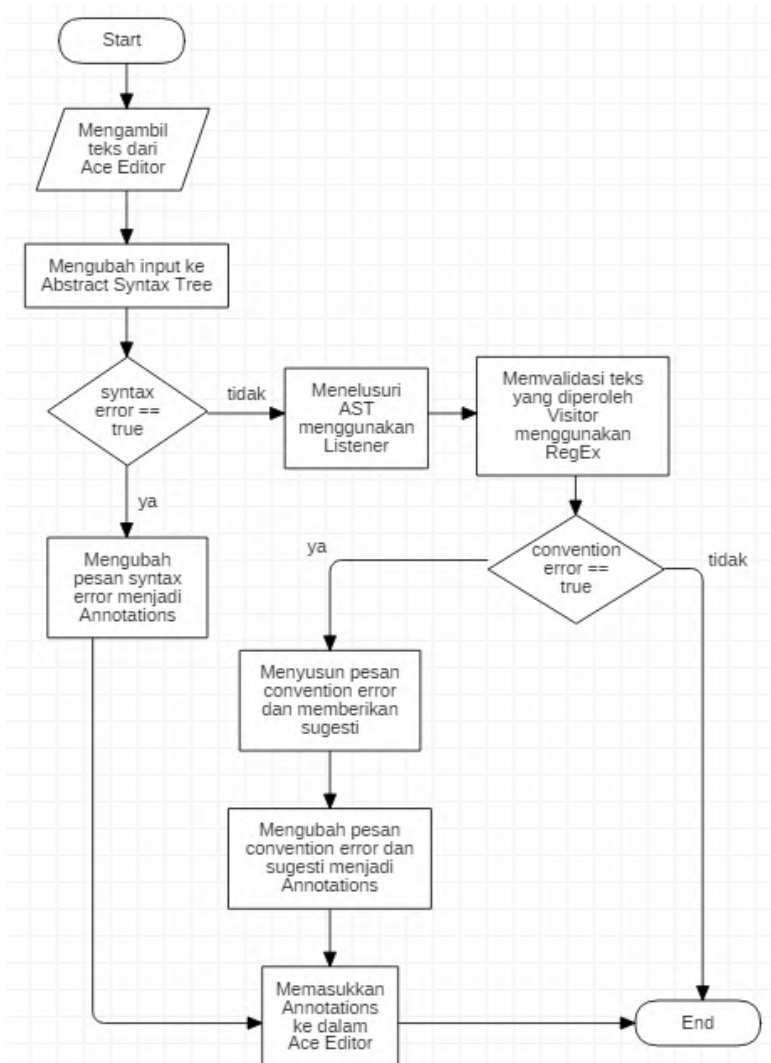 Start
Mengambil
teks dari
Ace Editor
Mengubah input ke
Abstract Syntax Tree
syntax
error ==
true
tidak
Menelusuri
AST
menggunakan
Listener
Memvalidasi teks
yang diperoleh
Visitor
menggunakan
RegEx
ya
Mengubah
pesan syntax
error menjadi
Annotations
convention
error ==
true
ya
tidak
Menyusun pesan
convention error
dan memberikan
sugesti
Mengubah pesan
convention error dan
sugesti menjadi
Annotations
Memasukkan
Annotations
ke dalam
Ace Editor
End